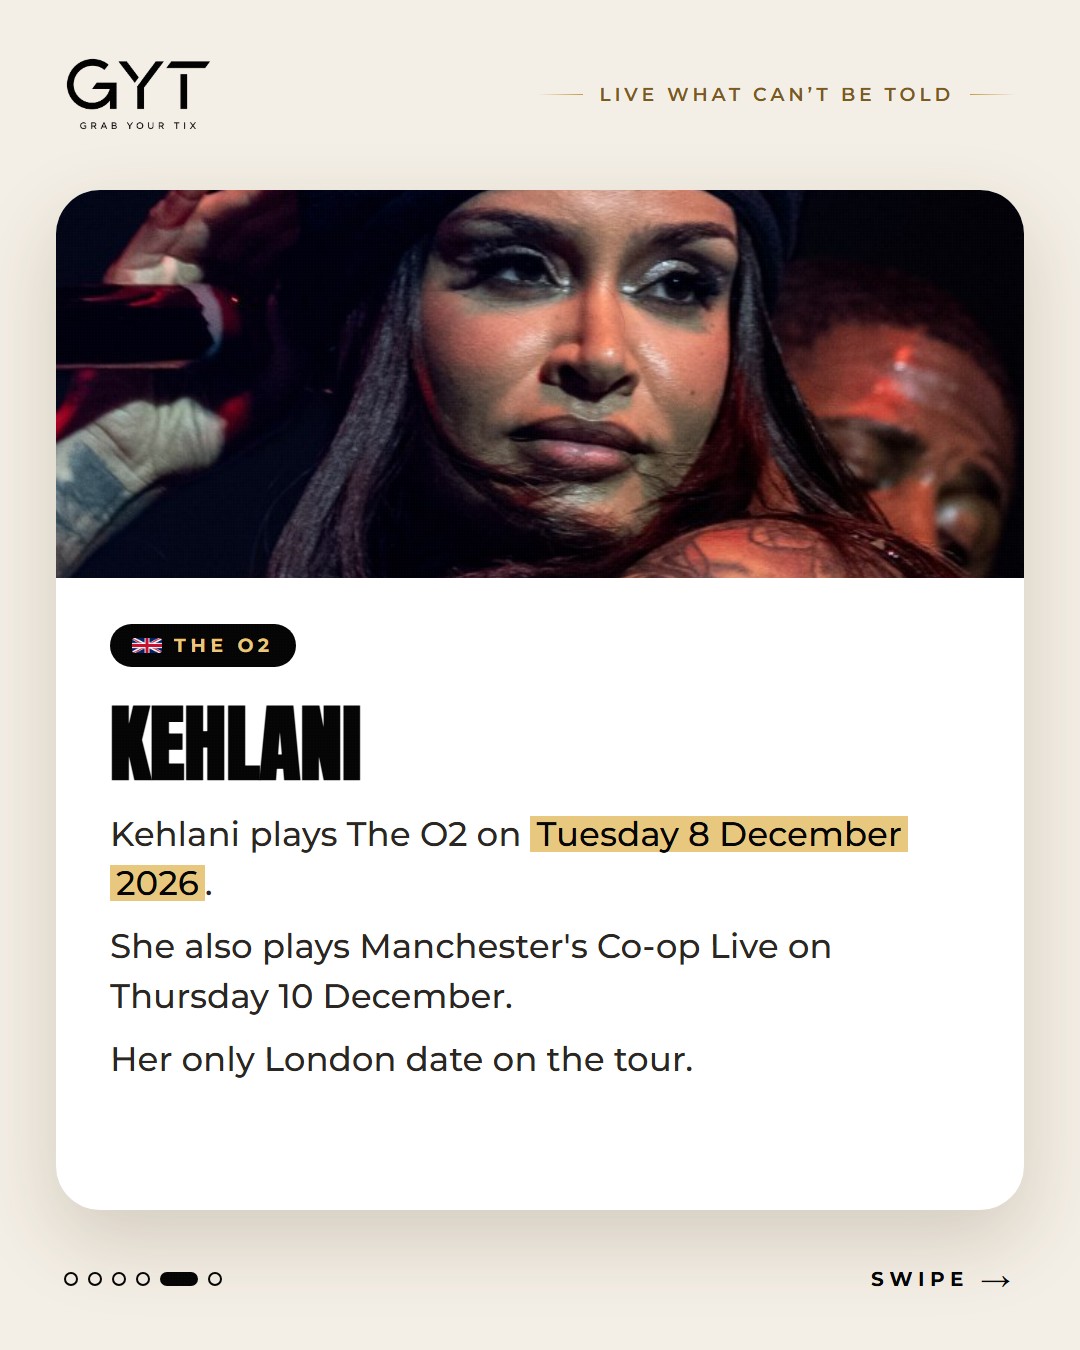 GYT
GRAB YOUR TIX
LIVE WHAT CAN’T BE TOLD
THE O2
KEHLANI
Kehlani plays The O2 on Tuesday 8 December
2026.
She also plays Manchester's Co-op Live on
Thursday 10 December.
Her only London date on the tour.
SWIPE →